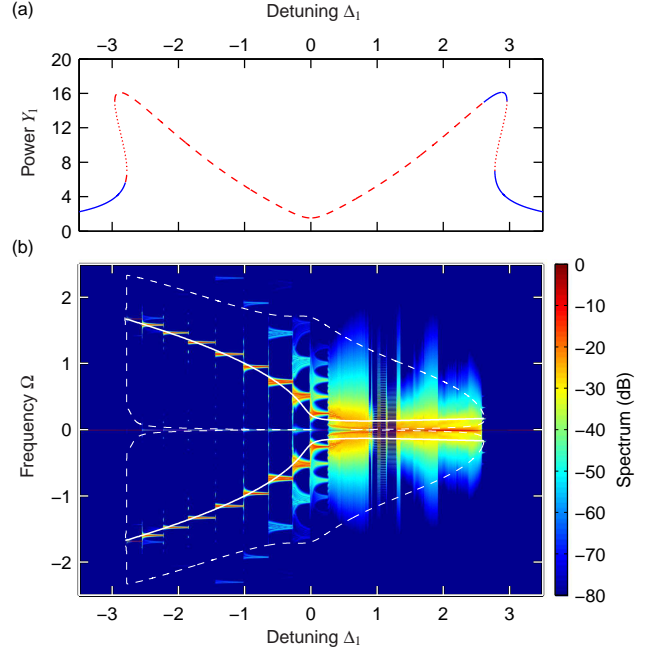 (a)
Detuning Δ₁
−3 −2 −1 0 1 2 3
20
16
12
8
4
0
Power Y₁
(b)
2
1
0
−1
−2
Frequency Ω
−3 −2 −1 0 1 2 3
Detuning Δ₁
0
−10
−20
−30
−40
−50
−60
−70
−80
Spectrum (dB)